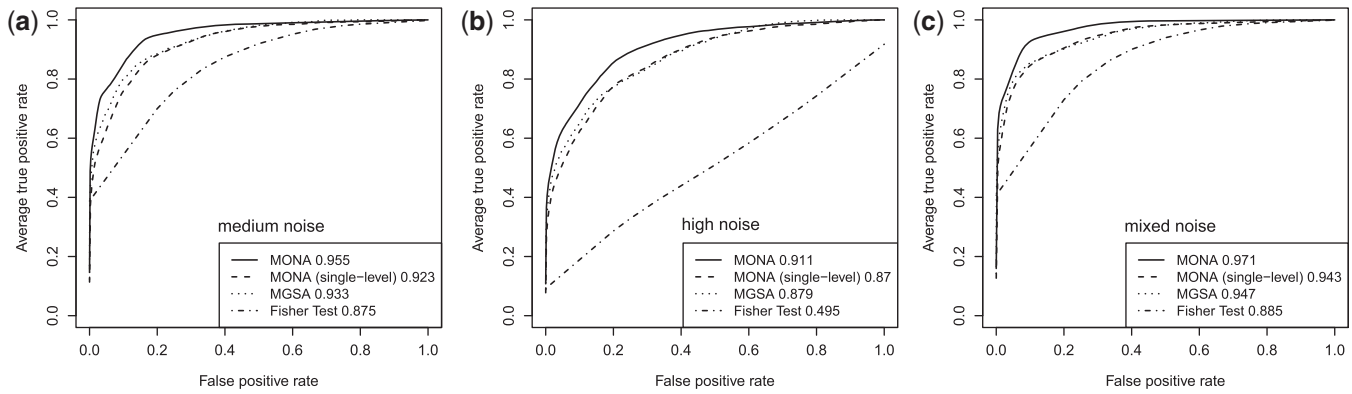 (a)
Average true positive rate
1.0
0.8
0.6
0.4
0.2
0.0
medium noise
MONA 0.955
MONA (single−level) 0.923
MGSA 0.933
Fisher Test 0.875
0.0 0.2 0.4 0.6 0.8 1.0
False positive rate
(b)
Average true positive rate
1.0
0.8
0.6
0.4
0.2
0.0
high noise
MONA 0.911
MONA (single−level) 0.87
MGSA 0.879
Fisher Test 0.495
0.0 0.2 0.4 0.6 0.8 1.0
False positive rate
(c)
Average true positive rate
1.0
0.8
0.6
0.4
0.2
0.0
mixed noise
MONA 0.971
MONA (single−level) 0.943
MGSA 0.947
Fisher Test 0.885
0.0 0.2 0.4 0.6 0.8 1.0
False positive rate